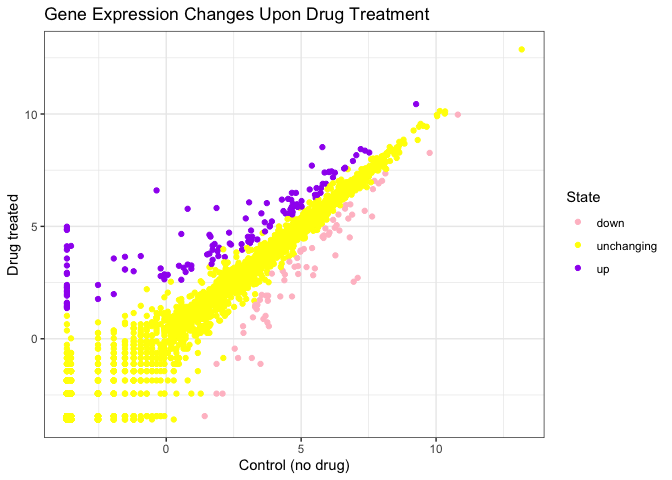 Gene Expression Changes Upon Drug Treatment
10
5
0
Drug treated
0
5
10
Control (no drug)
State
down
unchanging
up